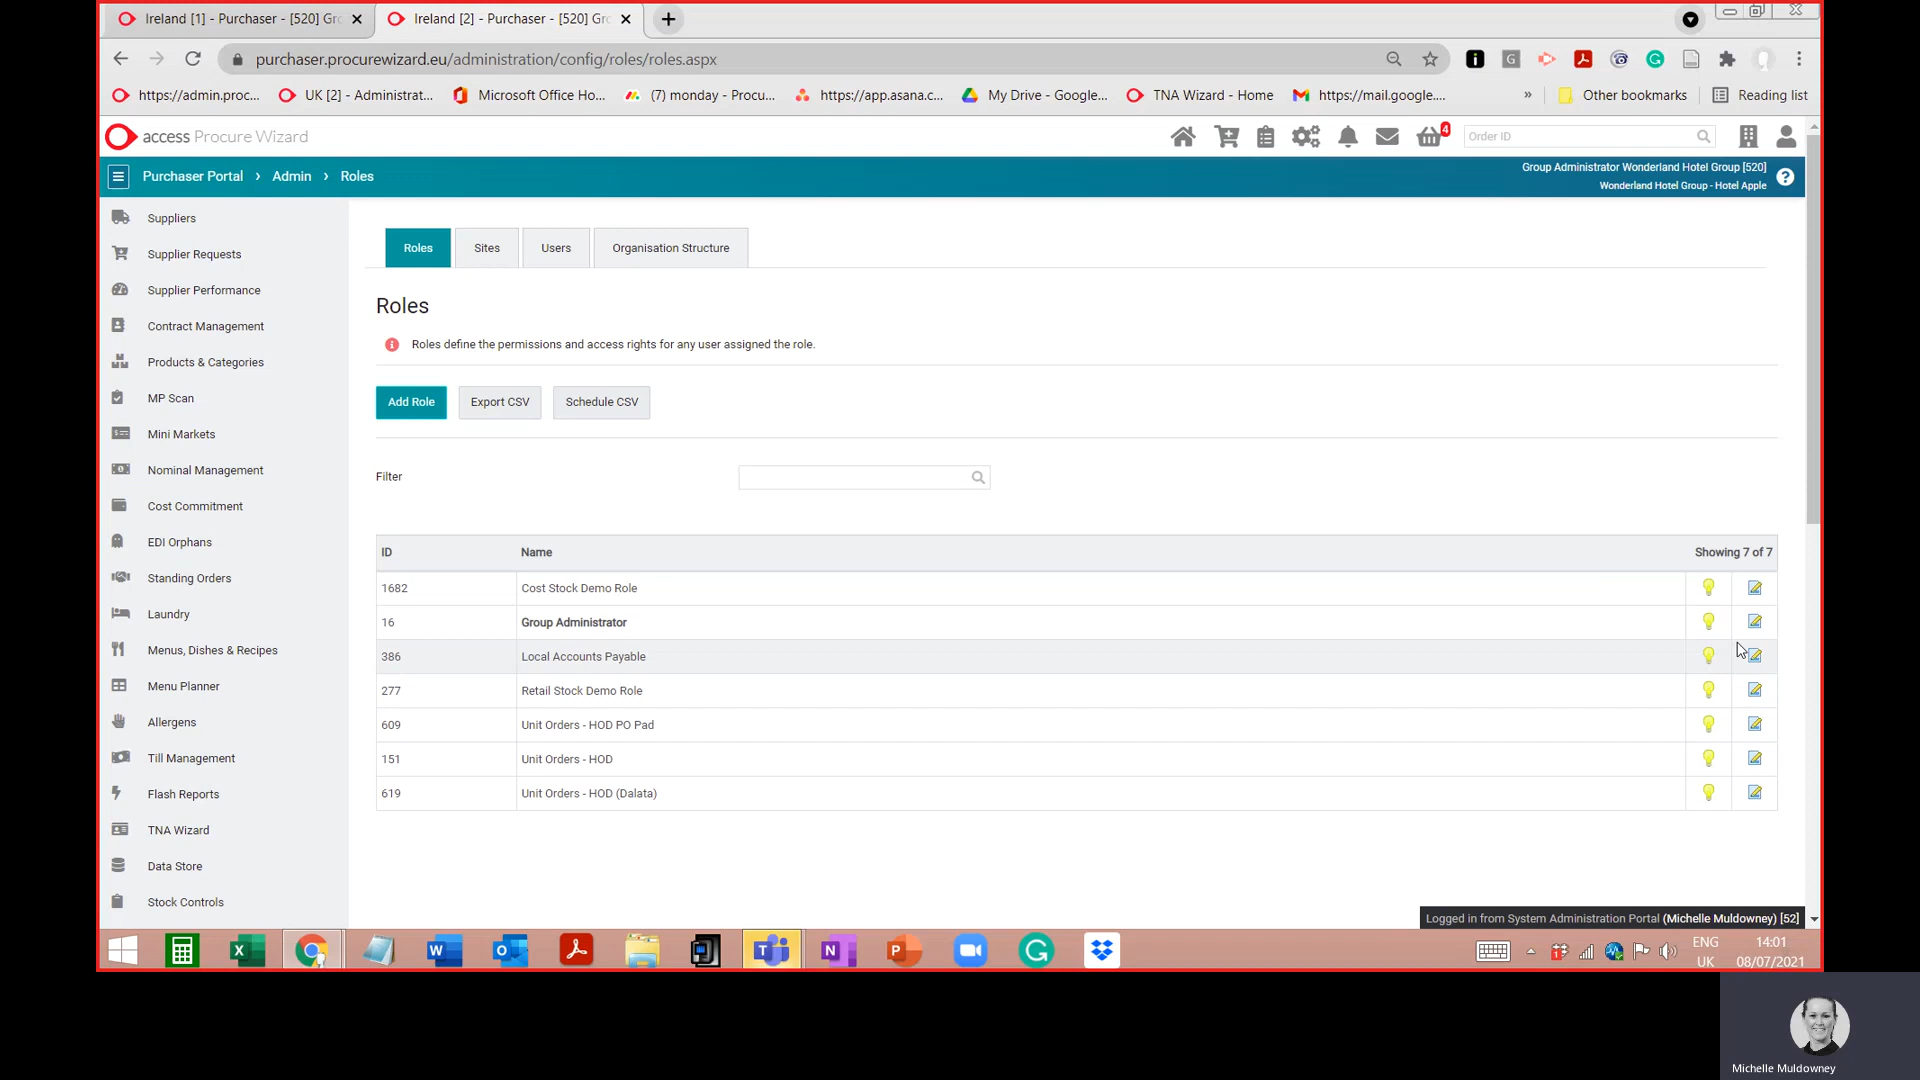 Ireland [1] - Purchaser - [520] Gro
Ireland [2] - Purchaser - [520] Gro
purchaser.procurewizard.eu/administration/config/roles/roles.aspx
https://admin.proc...
UK [2] - Administrat...
Microsoft Office Ho...
(7) monday - Procu...
https://app.asana.c...
My Drive - Google...
TNA Wizard - Home
https://mail.google....
»
Other bookmarks
Reading list
access Procure Wizard
4
Order ID
Purchaser Portal › Admin › Roles
Group Administrator Wonderland Hotel Group [520]
Wonderland Hotel Group - Hotel Apple
?
Suppliers
Supplier Requests
Supplier Performance
Contract Management
Products & Categories
MP Scan
Mini Markets
Nominal Management
Cost Commitment
EDI Orphans
Standing Orders
Laundry
Menus, Dishes & Recipes
Menu Planner
Allergens
Till Management
Flash Reports
TNA Wizard
Data Store
Stock Controls
Roles
Sites
Users
Organisation Structure
Roles
Roles define the permissions and access rights for any user assigned the role.
Add Role
Export CSV
Schedule CSV
Filter
ID Name Showing 7 of 7
1682 Cost Stock Demo Role
16 Group Administrator
386 Local Accounts Payable
277 Retail Stock Demo Role
609 Unit Orders - HOD PO Pad
151 Unit Orders - HOD
619 Unit Orders - HOD (Dalata)
Logged in from System Administration Portal (Michelle Muldowney) [52]
ENG
UK
14:01
08/07/2021
Michelle Muldowney